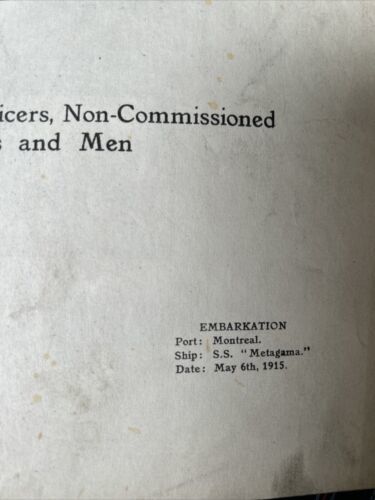 icers, Non-Commissioned
s and Men
EMBARKATION
Port: Montreal.
Ship: S.S. "Metagama."
Date: May 6th, 1915.